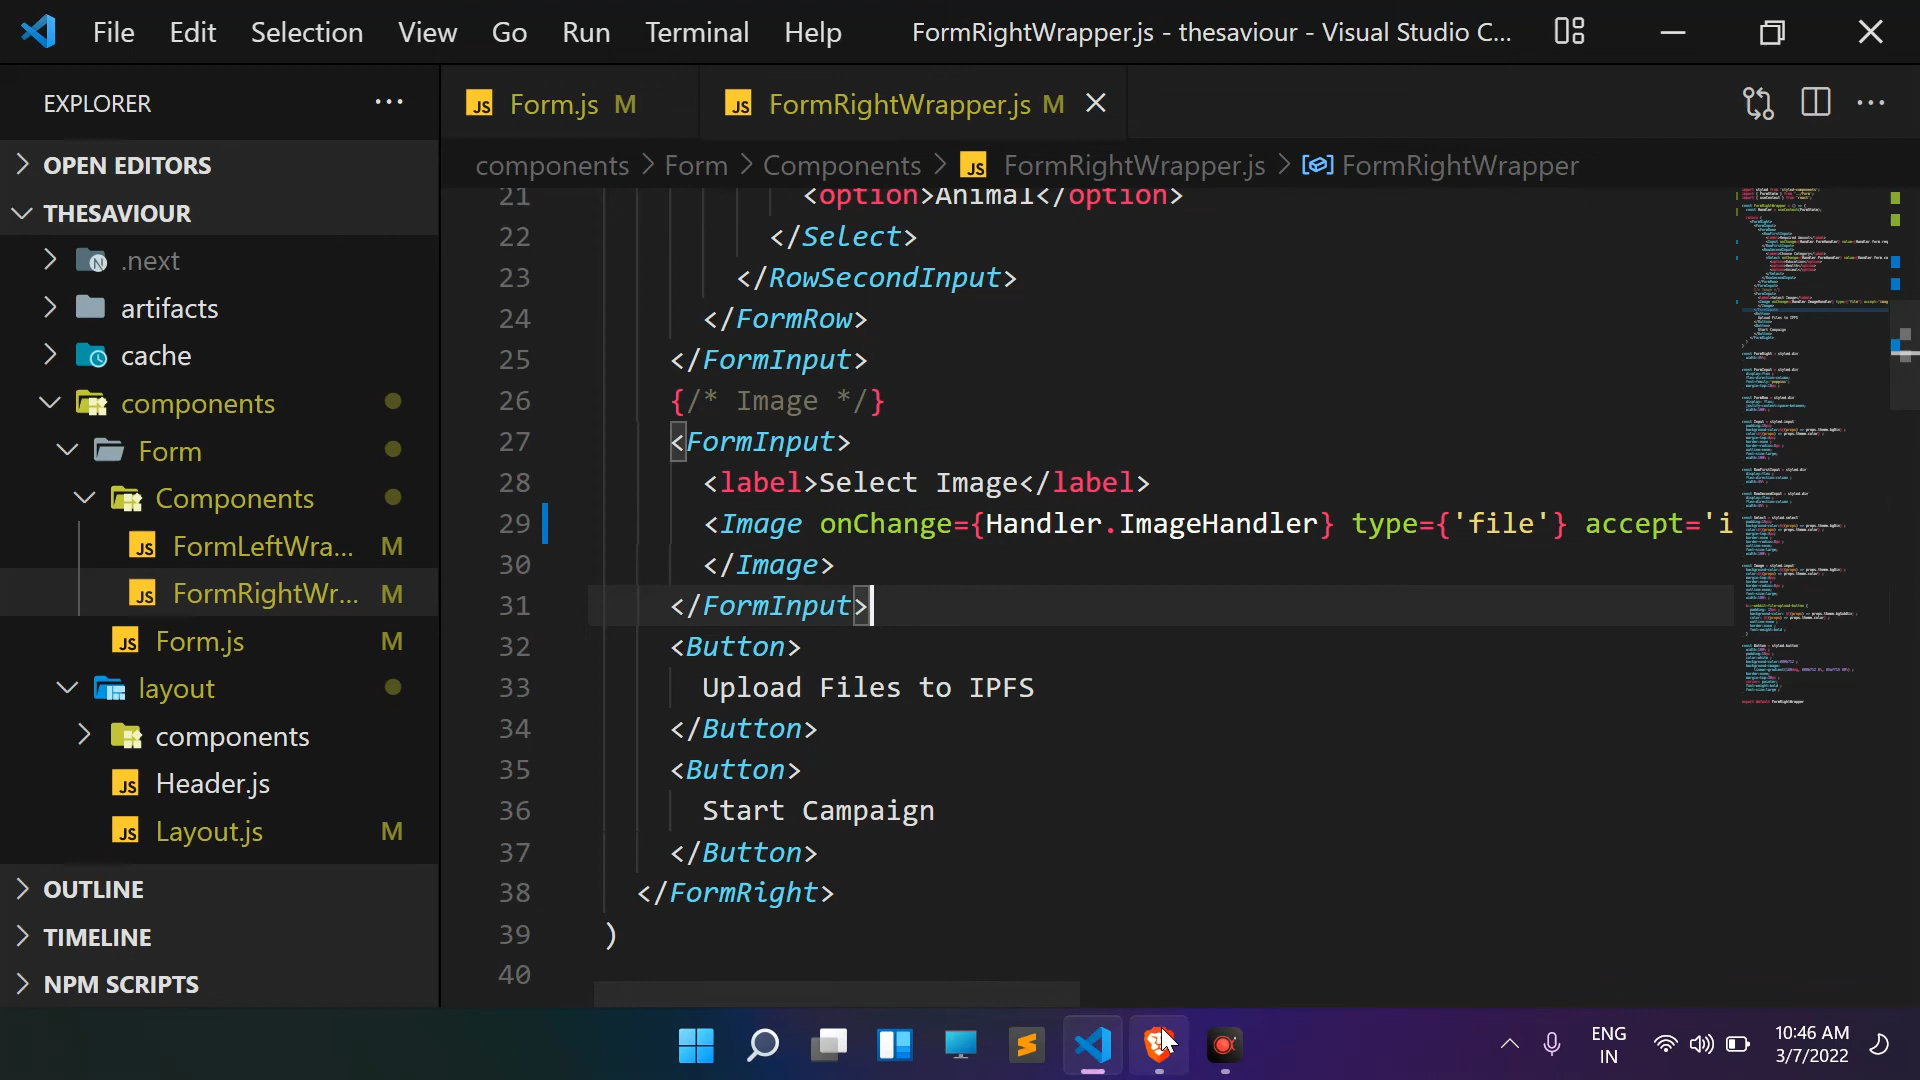 File Edit Selection View Go Run Terminal Help FormRightWrapper.js - thesaviour - Visual Studio C...
EXPLORER ...
OPEN EDITORS
THESAVIOUR
.next
artifacts
cache
components
Form
Components
FormLeftWra... M
FormRightWr... M
Form.js M
layout
components
Header.js
Layout.js M
OUTLINE
TIMELINE
NPM SCRIPTS
JS Form.js M JS FormRightWrapper.js M
components > Form > Components > JS FormRightWrapper.js > FormRightWrapper
21 <option>Animal</option>
22 </Select>
23 </RowSecondInput>
24 </FormRow>
25 </FormInput>
26 {/* Image */}
27 <FormInput>
28 <label>Select Image</label>
29 <Image onChange={Handler.ImageHandler} type={'file'} accept='i
30 </Image>
31 </FormInput>
32 <Button>
33 Upload Files to IPFS
34 </Button>
35 <Button>
36 Start Campaign
37 </Button>
38 </FormRight>
39 )
40
ENG
IN
10:46 AM
3/7/2022